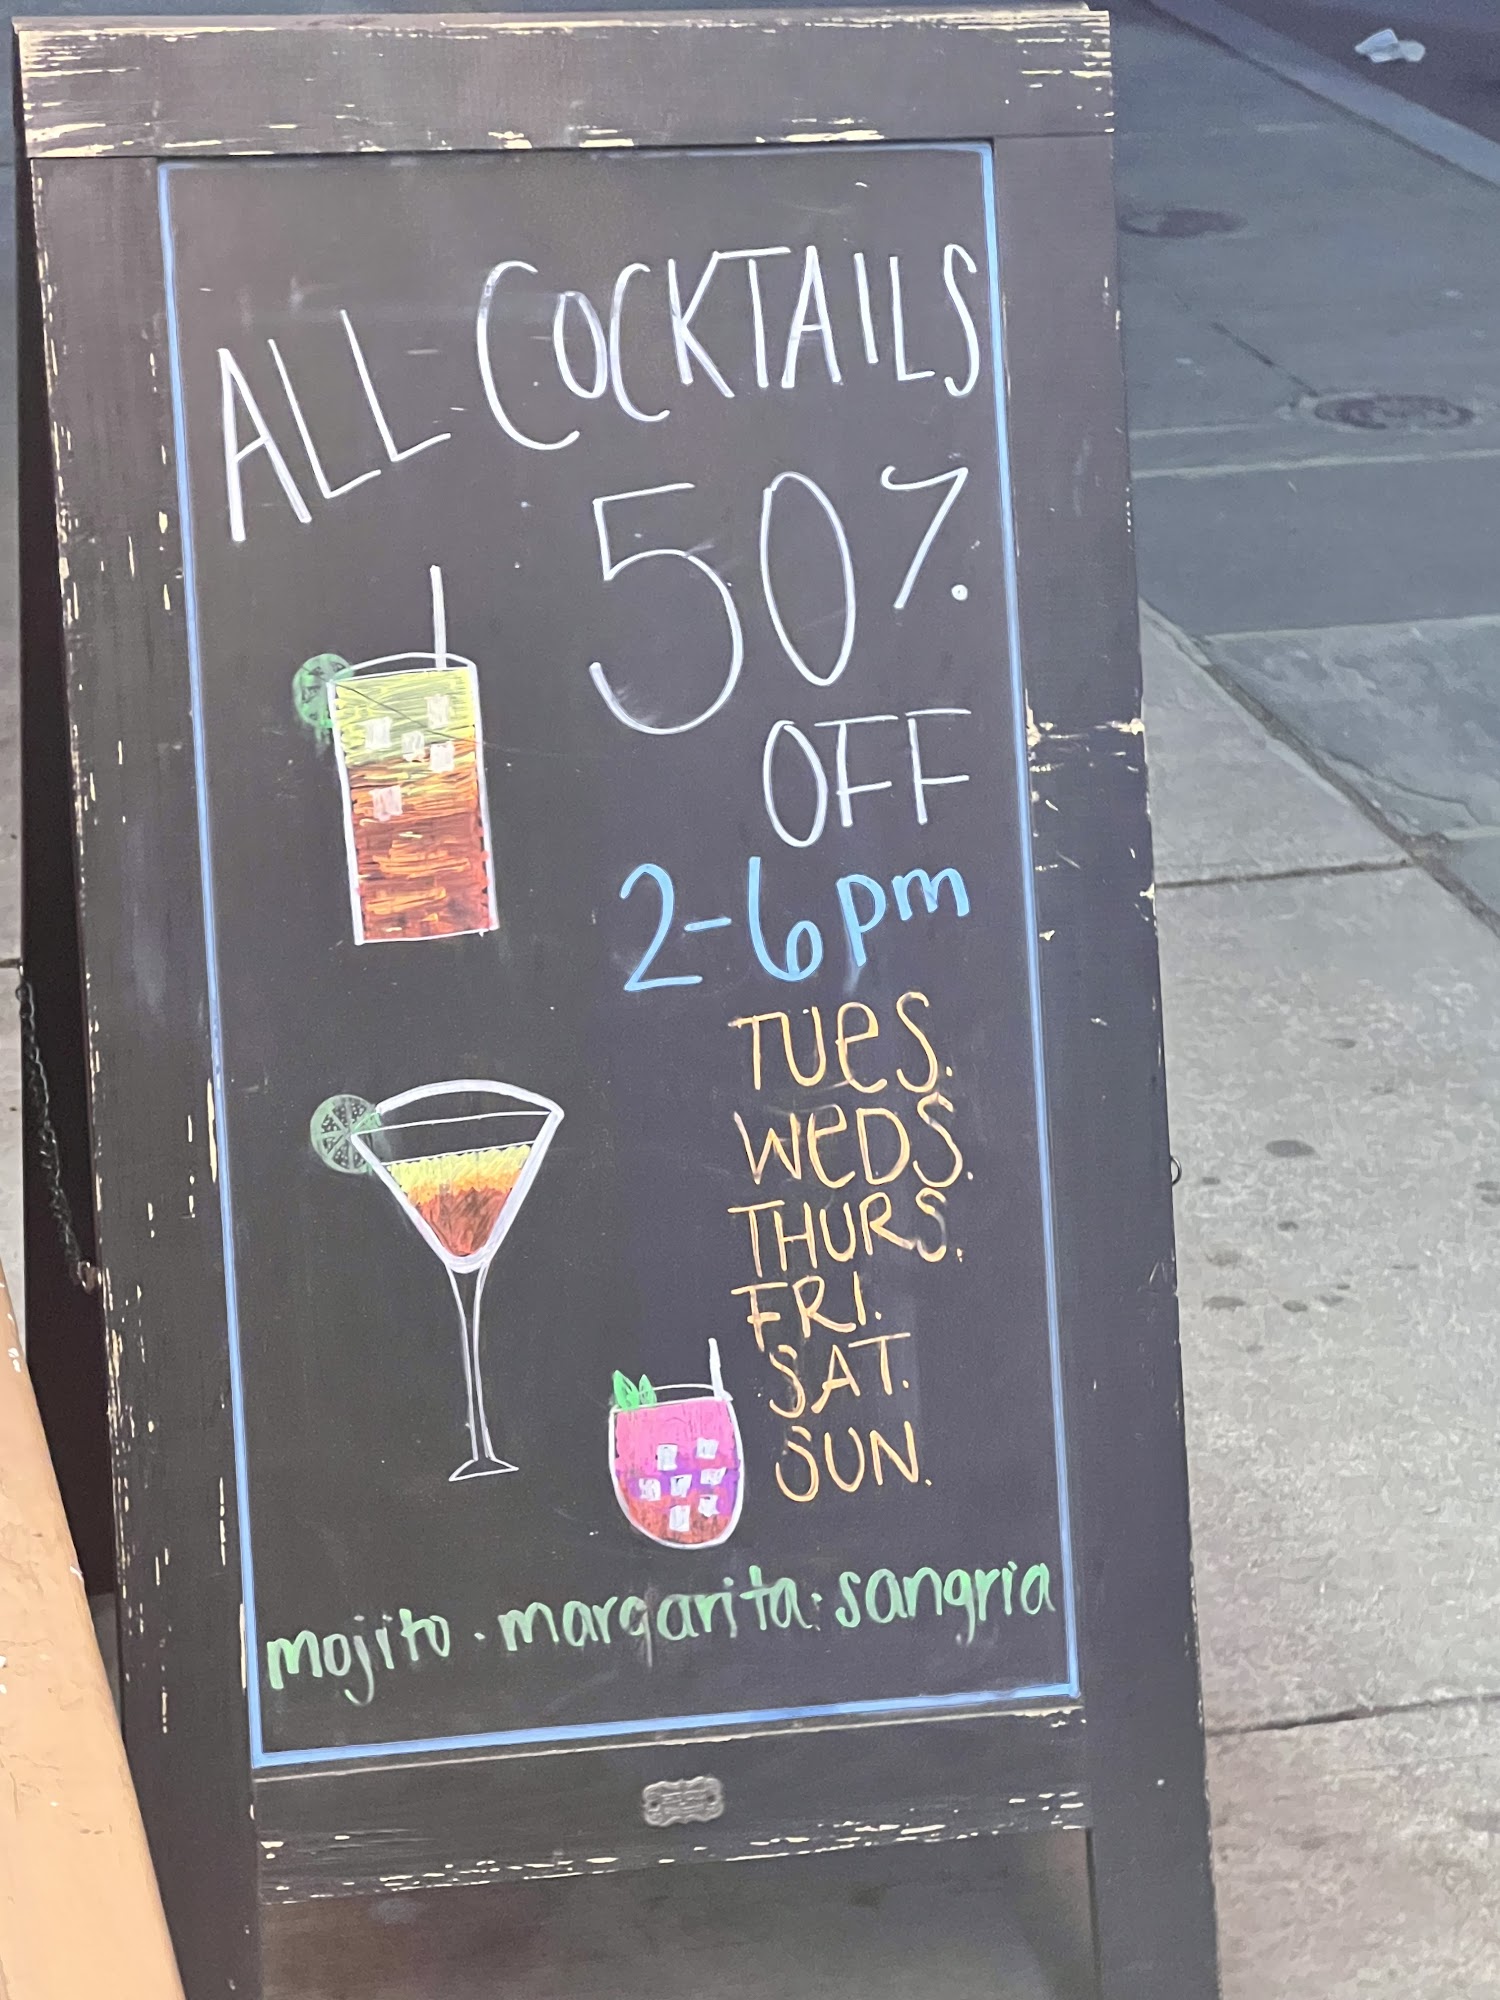 ALL COCKTAILS
50%
OFF
2-6pm
TUES.
WEDS.
THURS.
FRI.
SAT.
SUN.
mojito · margarita · sangria